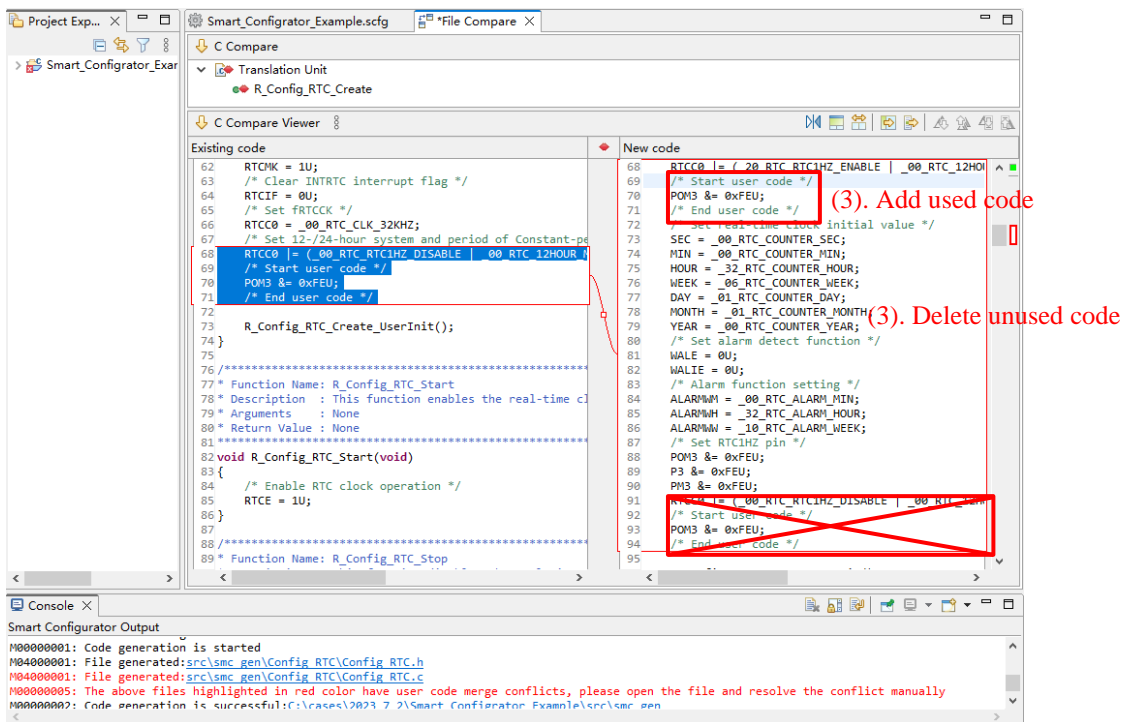 Project Exp...
Smart_Configrator_Example.scfg
*File Compare
Smart_Configrator_Exar
C Compare
Translation Unit
R_Config_RTC_Create
C Compare Viewer
Existing code
62 RTCMK = 1U;
63 /* Clear INTRTC interrupt flag */
64 RTCIF = 0U;
65 /* Set fRTCCK */
66 RTCC0 = _00_RTC_CLK_32KHZ;
67 /* Set 12-/24-hour system and period of Constant-pe
68 RTCC0 |= (_00_RTC_RTC1HZ_DISABLE | _00_RTC_12HOUR_M
69 /* Start user code */
70 POM3 &= 0xFEU;
71 /* End user code */
72
73 R_Config_RTC_Create_UserInit();
74 }
75
76 /****************************************************
77 * Function Name: R_Config_RTC_Start
78 * Description : This function enables the real-time cl
79 * Arguments : None
80 * Return Value : None
81 ****************************************************
82 void R_Config_RTC_Start(void)
83 {
84 /* Enable RTC clock operation */
85 RTCE = 1U;
86 }
87
88 /****************************************************
89 * Function Name: R_Config_RTC_Stop
New code
68 RTCC0 |= (_20_RTC_RTC1HZ_ENABLE | _00_RTC_12HOU
69 /* Start user code */
70 POM3 &= 0xFEU;
71 /* End user code */
(3). Add used code
72 /* Set real-time clock initial value */
73 SEC = _00_RTC_COUNTER_SEC;
74 MIN = _00_RTC_COUNTER_MIN;
75 HOUR = _32_RTC_COUNTER_HOUR;
76 WEEK = _06_RTC_COUNTER_WEEK;
77 DAY = _01_RTC_COUNTER_DAY;
78 MONTH = _01_RTC_COUNTER_MONTH;
79 YEAR = _00_RTC_COUNTER_YEAR;
(3). Delete unused code
80 /* Set alarm detect function */
81 WALE = 0U;
82 WALIE = 0U;
83 /* Alarm function setting */
84 ALARMWM = _00_RTC_ALARM_MIN;
85 ALARMWH = _32_RTC_ALARM_HOUR;
86 ALARMWW = _10_RTC_ALARM_WEEK;
87 /* Set RTC1HZ pin */
88 POM3 &= 0xFEU;
89 P3 &= 0xFEU;
90 PM3 &= 0xFEU;
91 RTCC0 |= (_00_RTC_RTC1HZ_DISABLE | _00_RTC_12HO
92 /* Start user code */
93 POM3 &= 0xFEU;
94 /* End user code */
95
Console
Smart Configurator Output
M00000001: Code generation is started
M04000001: File generated:src\smc_gen\Config_RTC\Config_RTC.h
M04000001: File generated:src\smc_gen\Config_RTC\Config_RTC.c
M00000005: The above files highlighted in red color have user code merge conflicts, please open the file and resolve the conflict manually
M00000002: Code generation is successful:C:\cases\2023_7_2\Smart_Configrator_Example\src\smc_gen